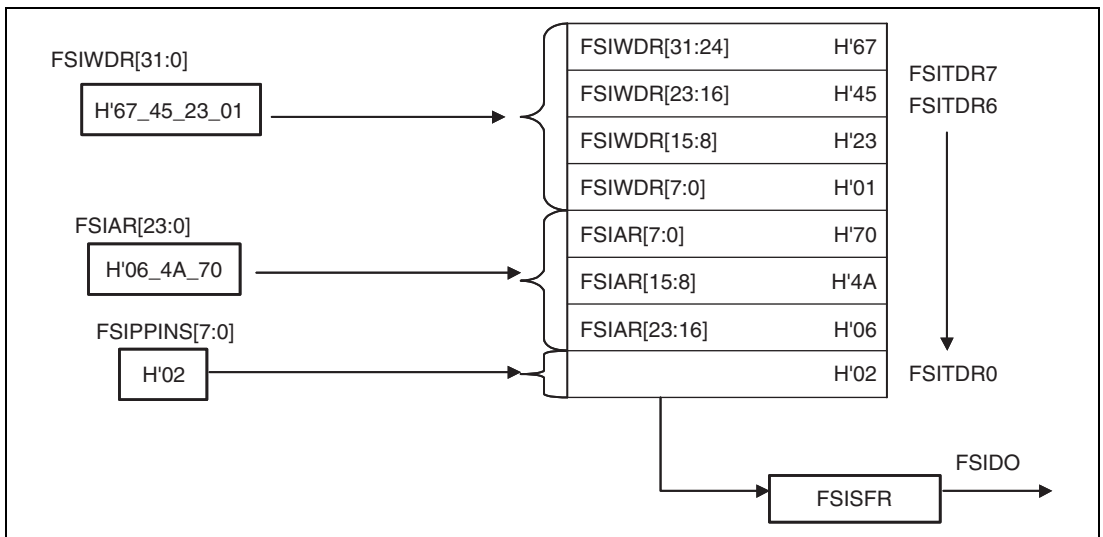 FSIWDR[31:0]
H'67_45_23_01
FSIAR[23:0]
H'06_4A_70
FSIPPINS[7:0]
H'02
FSIWDR[31:24] H'67
FSIWDR[23:16] H'45
FSIWDR[15:8] H'23
FSIWDR[7:0] H'01
FSIAR[7:0] H'70
FSIAR[15:8] H'4A
FSIAR[23:16] H'06
H'02
FSITDR7
FSITDR6
FSITDR0
FSISFR
FSIDO